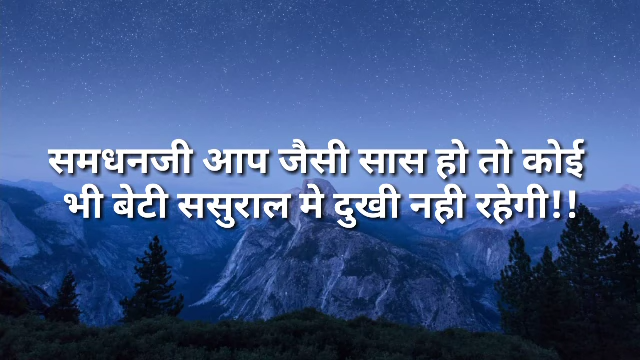 समधनजी आप जैसी सास हो तो कोई
भी बेटी ससुराल मे दुखी नही रहेगी!!